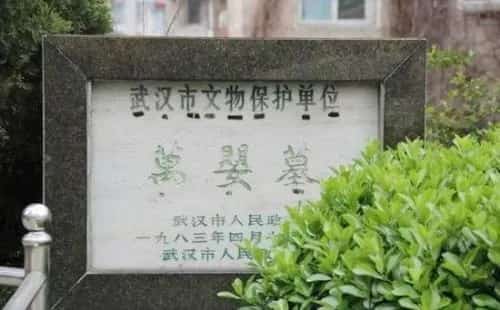 武汉市文物保护单位
萬嬰墓
武汉市人民政
一九八三年四月
武汉市人民